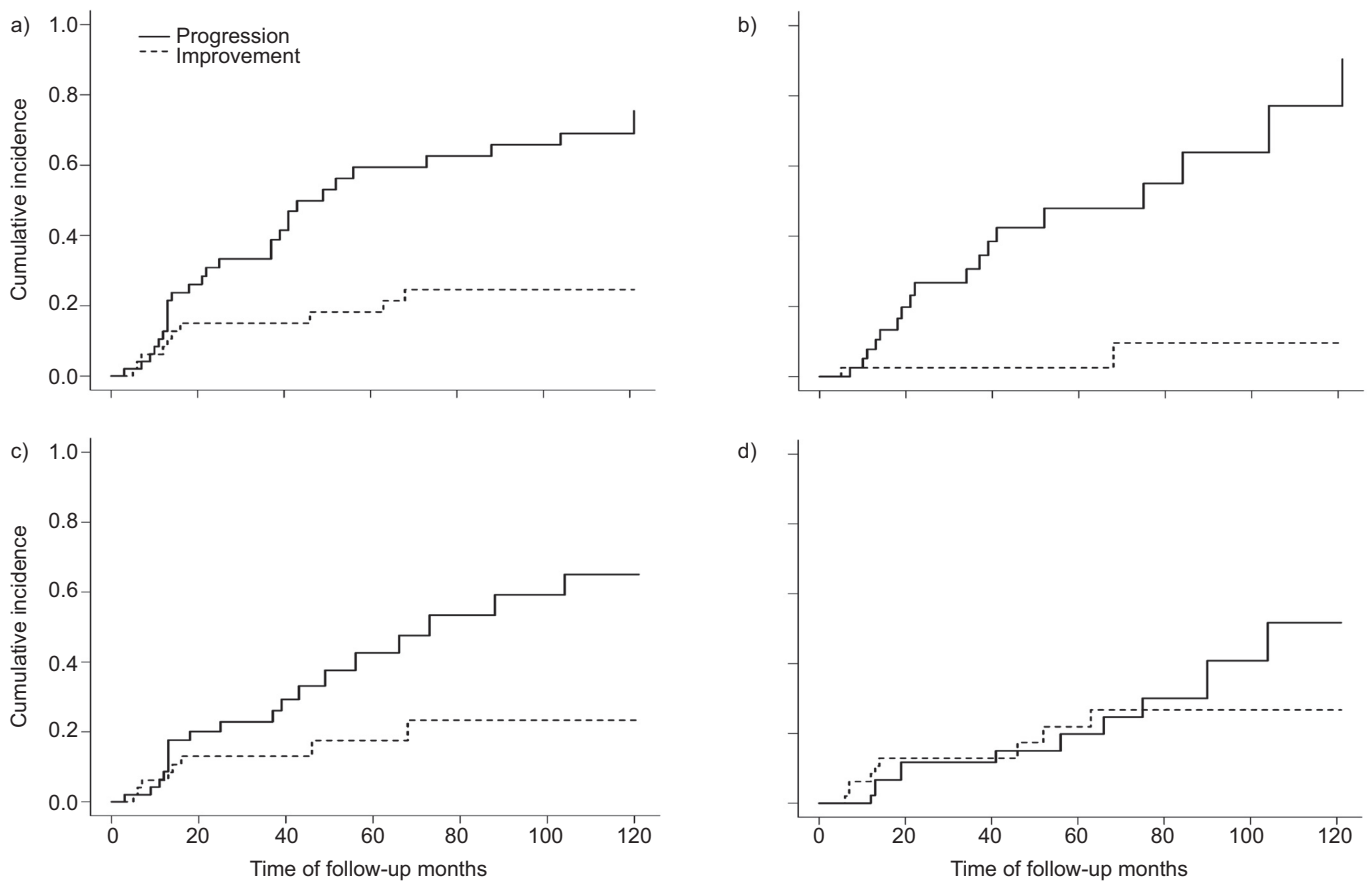 a)
Progression
Improvement
1.0
0.8
0.6
0.4
0.2
0.0
Cumulative incidence
b)
c)
1.0
0.8
0.6
0.4
0.2
0.0
Cumulative incidence
0 20 40 60 80 100 120
Time of follow-up months
d)
0 20 40 60 80 100 120
Time of follow-up months